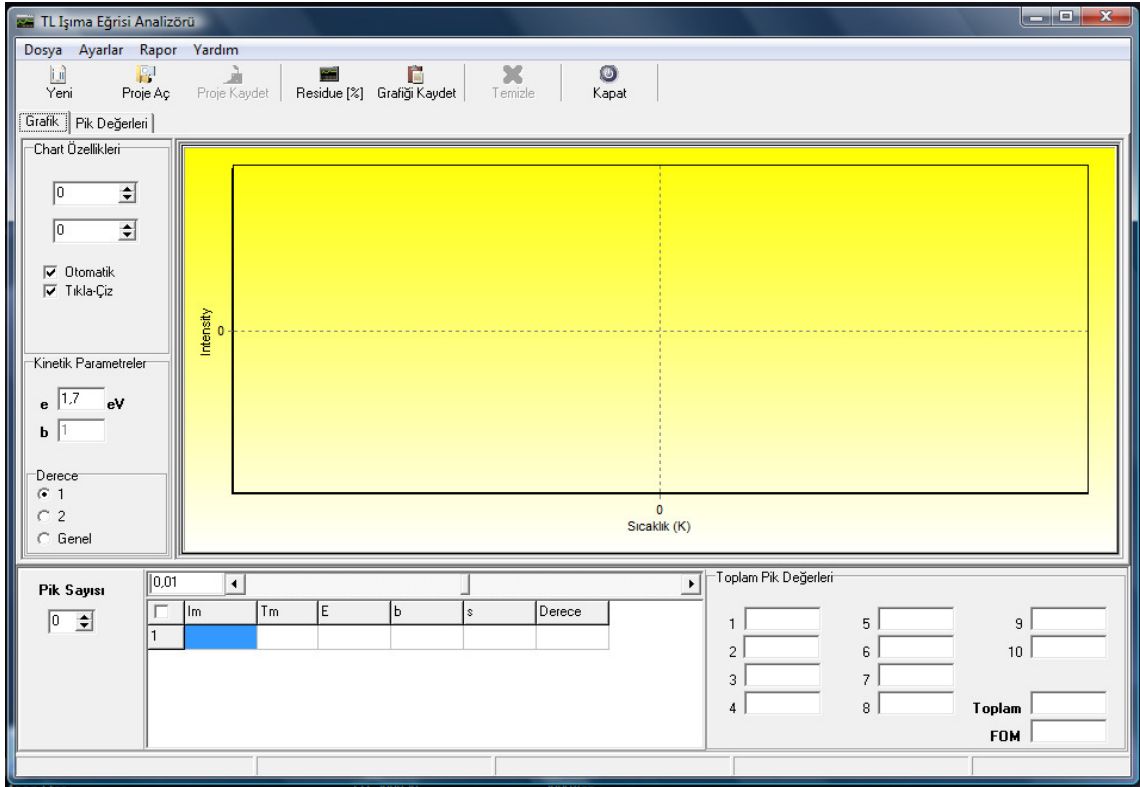 TL Işıma Eğrisi Analizörü
Dosya Ayarlar Rapor Yardım
Yeni Proje Aç Proje Kaydet Residue [%] Grafiği Kaydet Temizle Kapat
Grafik Pik Değerleri
Chart Özellikleri
0
0
Otomatik
Tıkla-Çiz
Kinetik Parametreler
e 1,7 eV
b 1
Derece
1
2
Genel
Intensity
0
0
Sıcaklık (K)
Pik Sayısı
0
0,01
Im Tm E b s Derece
1
Toplam Pik Değerleri
1 5 9
2 6 10
3 7
4 8 Toplam
FOM